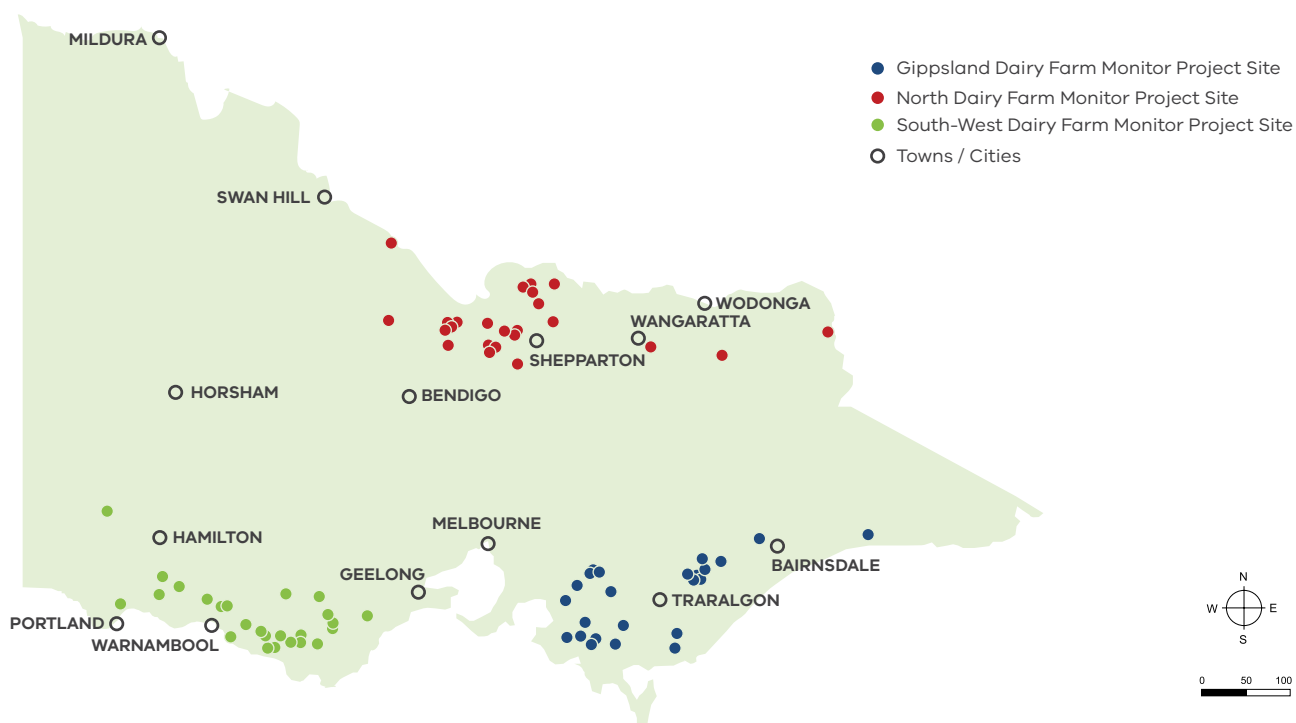 MILDURA
Gippsland Dairy Farm Monitor Project Site
North Dairy Farm Monitor Project Site
South-West Dairy Farm Monitor Project Site
Towns / Cities
SWAN HILL
WODONGA
WANGARATTA
SHEPPARTON
HORSHAM
BENDIGO
MELBOURNE
HAMILTON
BAIRNSDALE
GEELONG
TRARALGON
PORTLAND
WARNAMBOOL
N
W E
S
0 50 100